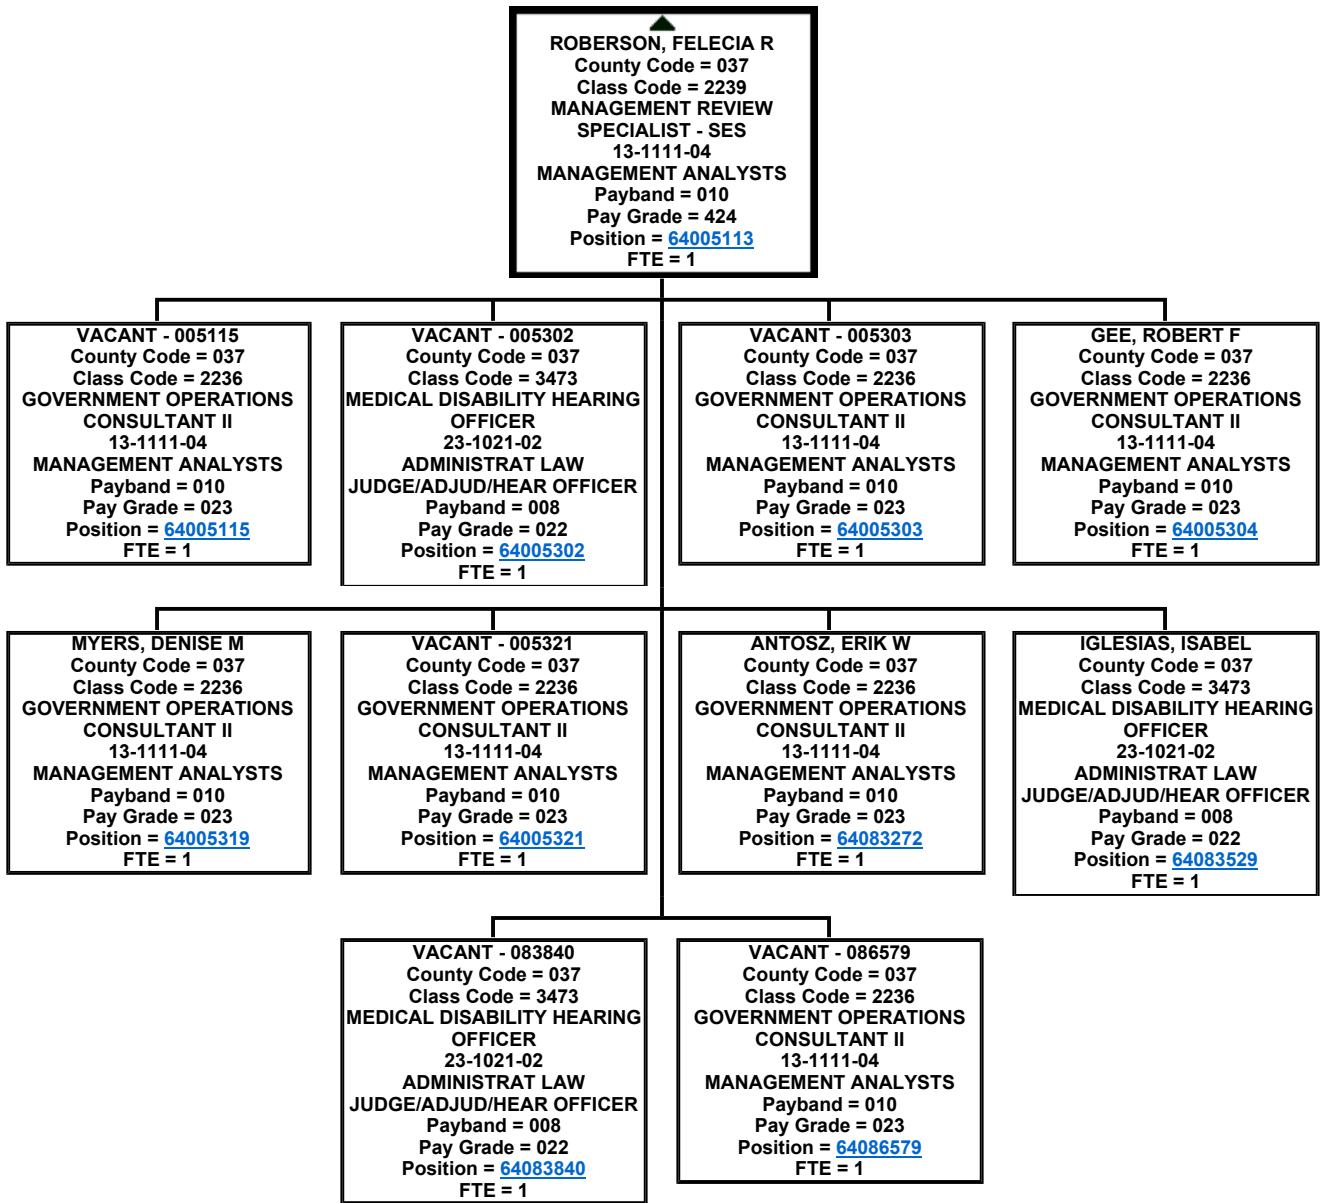 ROBERSON, FELECIA R
County Code = 037
Class Code = 2239
MANAGEMENT REVIEW
SPECIALIST - SES
13-1111-04
MANAGEMENT ANALYSTS
Payband = 010
Pay Grade = 424
Position = 64005113
FTE = 1
VACANT - 005115
County Code = 037
Class Code = 2236
GOVERNMENT OPERATIONS
CONSULTANT II
13-1111-04
MANAGEMENT ANALYSTS
Payband = 010
Pay Grade = 023
Position = 64005115
FTE = 1
VACANT - 005302
County Code = 037
Class Code = 3473
MEDICAL DISABILITY HEARING
OFFICER
23-1021-02
ADMINISTRAT LAW
JUDGE/ADJUD/HEAR OFFICER
Payband = 008
Pay Grade = 022
Position = 64005302
FTE = 1
VACANT - 005303
County Code = 037
Class Code = 2236
GOVERNMENT OPERATIONS
CONSULTANT II
13-1111-04
MANAGEMENT ANALYSTS
Payband = 010
Pay Grade = 023
Position = 64005303
FTE = 1
GEE, ROBERT F
County Code = 037
Class Code = 2236
GOVERNMENT OPERATIONS
CONSULTANT II
13-1111-04
MANAGEMENT ANALYSTS
Payband = 010
Pay Grade = 023
Position = 64005304
FTE = 1
MYERS, DENISE M
County Code = 037
Class Code = 2236
GOVERNMENT OPERATIONS
CONSULTANT II
13-1111-04
MANAGEMENT ANALYSTS
Payband = 010
Pay Grade = 023
Position = 64005319
FTE = 1
VACANT - 005321
County Code = 037
Class Code = 2236
GOVERNMENT OPERATIONS
CONSULTANT II
13-1111-04
MANAGEMENT ANALYSTS
Payband = 010
Pay Grade = 023
Position = 64005321
FTE = 1
ANTOSZ, ERIK W
County Code = 037
Class Code = 2236
GOVERNMENT OPERATIONS
CONSULTANT II
13-1111-04
MANAGEMENT ANALYSTS
Payband = 010
Pay Grade = 023
Position = 64083272
FTE = 1
IGLESIAS, ISABEL
County Code = 037
Class Code = 3473
MEDICAL DISABILITY HEARING
OFFICER
23-1021-02
ADMINISTRAT LAW
JUDGE/ADJUD/HEAR OFFICER
Payband = 008
Pay Grade = 022
Position = 64083529
FTE = 1
VACANT - 083840
County Code = 037
Class Code = 3473
MEDICAL DISABILITY HEARING
OFFICER
23-1021-02
ADMINISTRAT LAW
JUDGE/ADJUD/HEAR OFFICER
Payband = 008
Pay Grade = 022
Position = 64083840
FTE = 1
VACANT - 086579
County Code = 037
Class Code = 2236
GOVERNMENT OPERATIONS
CONSULTANT II
13-1111-04
MANAGEMENT ANALYSTS
Payband = 010
Pay Grade = 023
Position = 64086579
FTE = 1